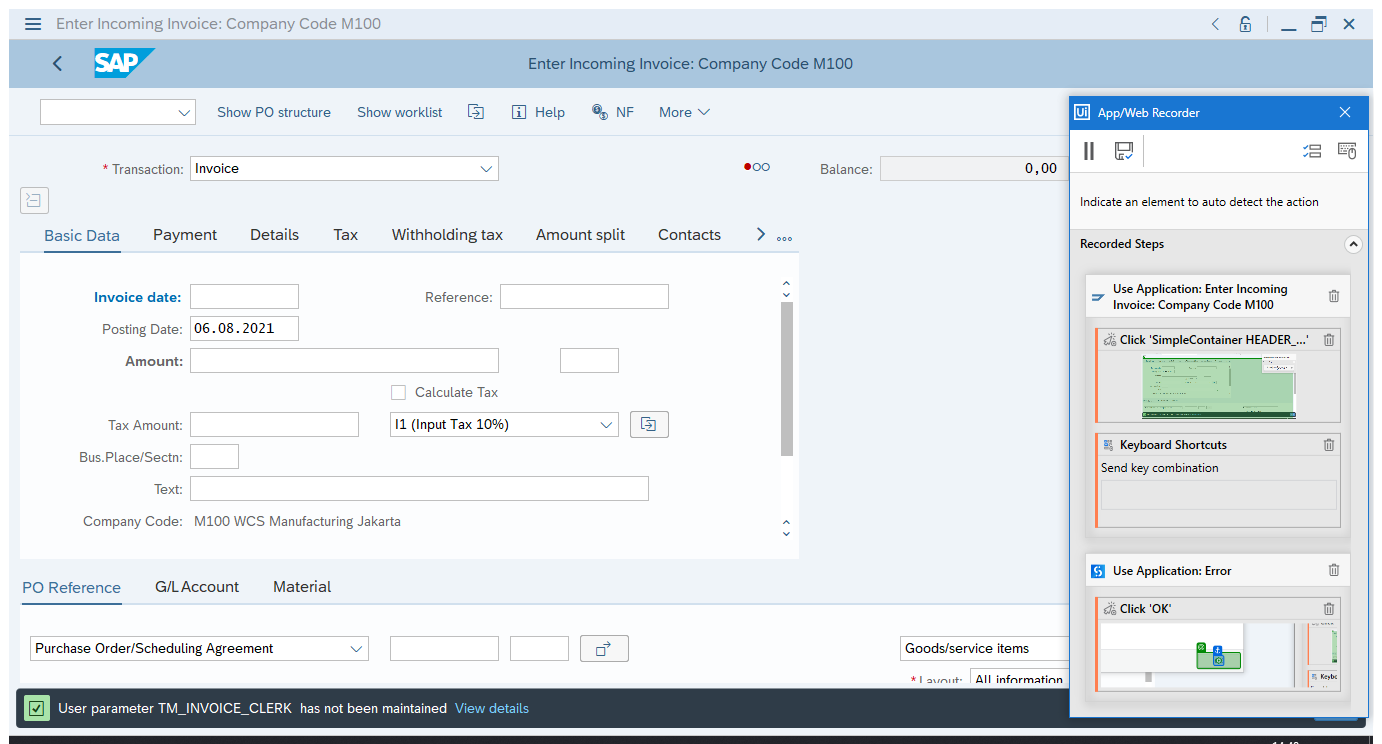 Enter Incoming Invoice: Company Code M100
SAP
Enter Incoming Invoice: Company Code M100
Show PO structure Show worklist Help NF More
* Transaction: Invoice
Balance: 0,00
Basic Data Payment Details Tax Withholding tax Amount split Contacts
Invoice date: Reference:
Posting Date: 06.08.2021
Amount:
Calculate Tax
Tax Amount: I1 (Input Tax 10%)
Bus.Place/Sectn:
Text:
Company Code: M100 WCS Manufacturing Jakarta
PO Reference G/L Account Material
Purchase Order/Scheduling Agreement
Goods/service items
* Layout: All information
User parameter TM_INVOICE_CLERK has not been maintained View details
Ui App/Web Recorder
Indicate an element to auto detect the action
Recorded Steps
Use Application: Enter Incoming
Invoice: Company Code M100
Click 'SimpleContainer HEADER_...'
Keyboard Shortcuts
Send key combination
Use Application: Error
Click 'OK'